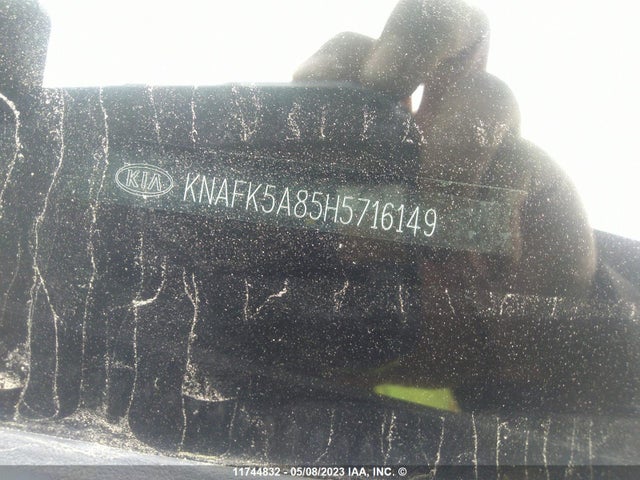 KIA KNAFK5A85H5716149
11744832 - 05/08/2023 IAA, INC. ©